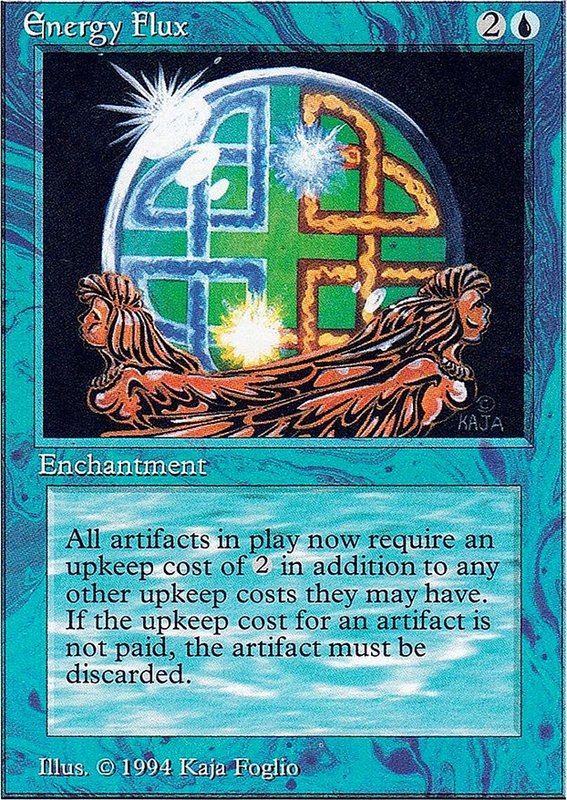 Energy Flux 2
© KAJA
Enchantment
All artifacts in play now require an
upkeep cost of 2 in addition to any
other upkeep costs they may have.
If the upkeep cost for an artifact is
not paid, the artifact must be
discarded.
Illus. © 1994 Kaja Foglio